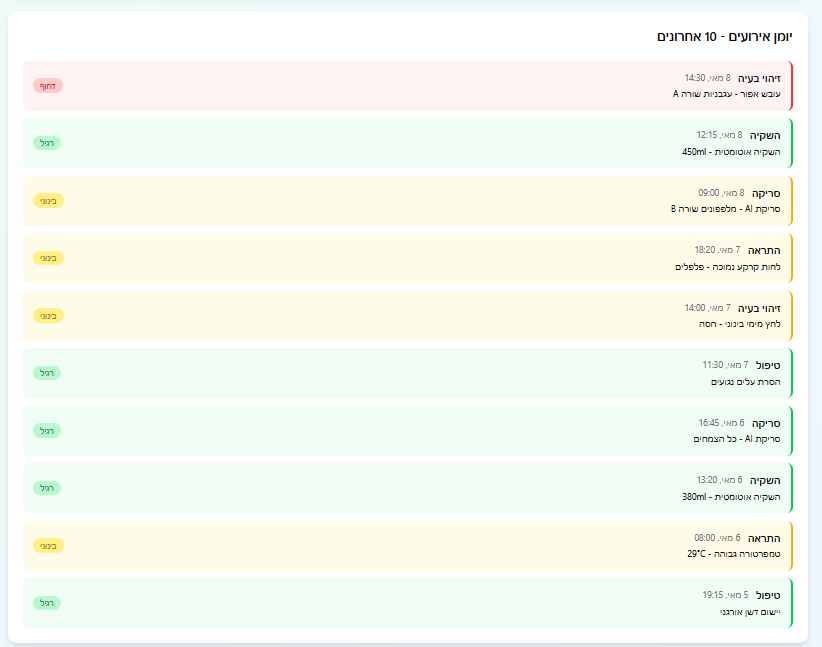 יומן אירועים - 10 אחרונים
זיהוי בעיה 8 מאי, 14:30
דחוף
עובש אפור - עגבניות שורה A
השקיה 8 מאי, 12:15
רגיל
השקיה אוטומטית - 450ml
סריקה 8 מאי, 09:00
בינוני
סריקת AI - מלפפונים שורה B
התראה 7 מאי, 18:20
בינוני
לחות קרקע נמוכה - פלפלים
זיהוי בעיה 7 מאי, 14:00
בינוני
לחץ מימי בינוני - חסה
טיפול 7 מאי, 11:30
רגיל
הסרת עלים נגועים
סריקה 6 מאי, 16:45
רגיל
סריקת AI - כל הצמחים
השקיה 6 מאי, 13:20
רגיל
השקיה אוטומטית - 380ml
התראה 6 מאי, 08:00
בינוני
טמפרטורה גבוהה - 29°C
טיפול 5 מאי, 19:15
רגיל
יישום דשן אורגני